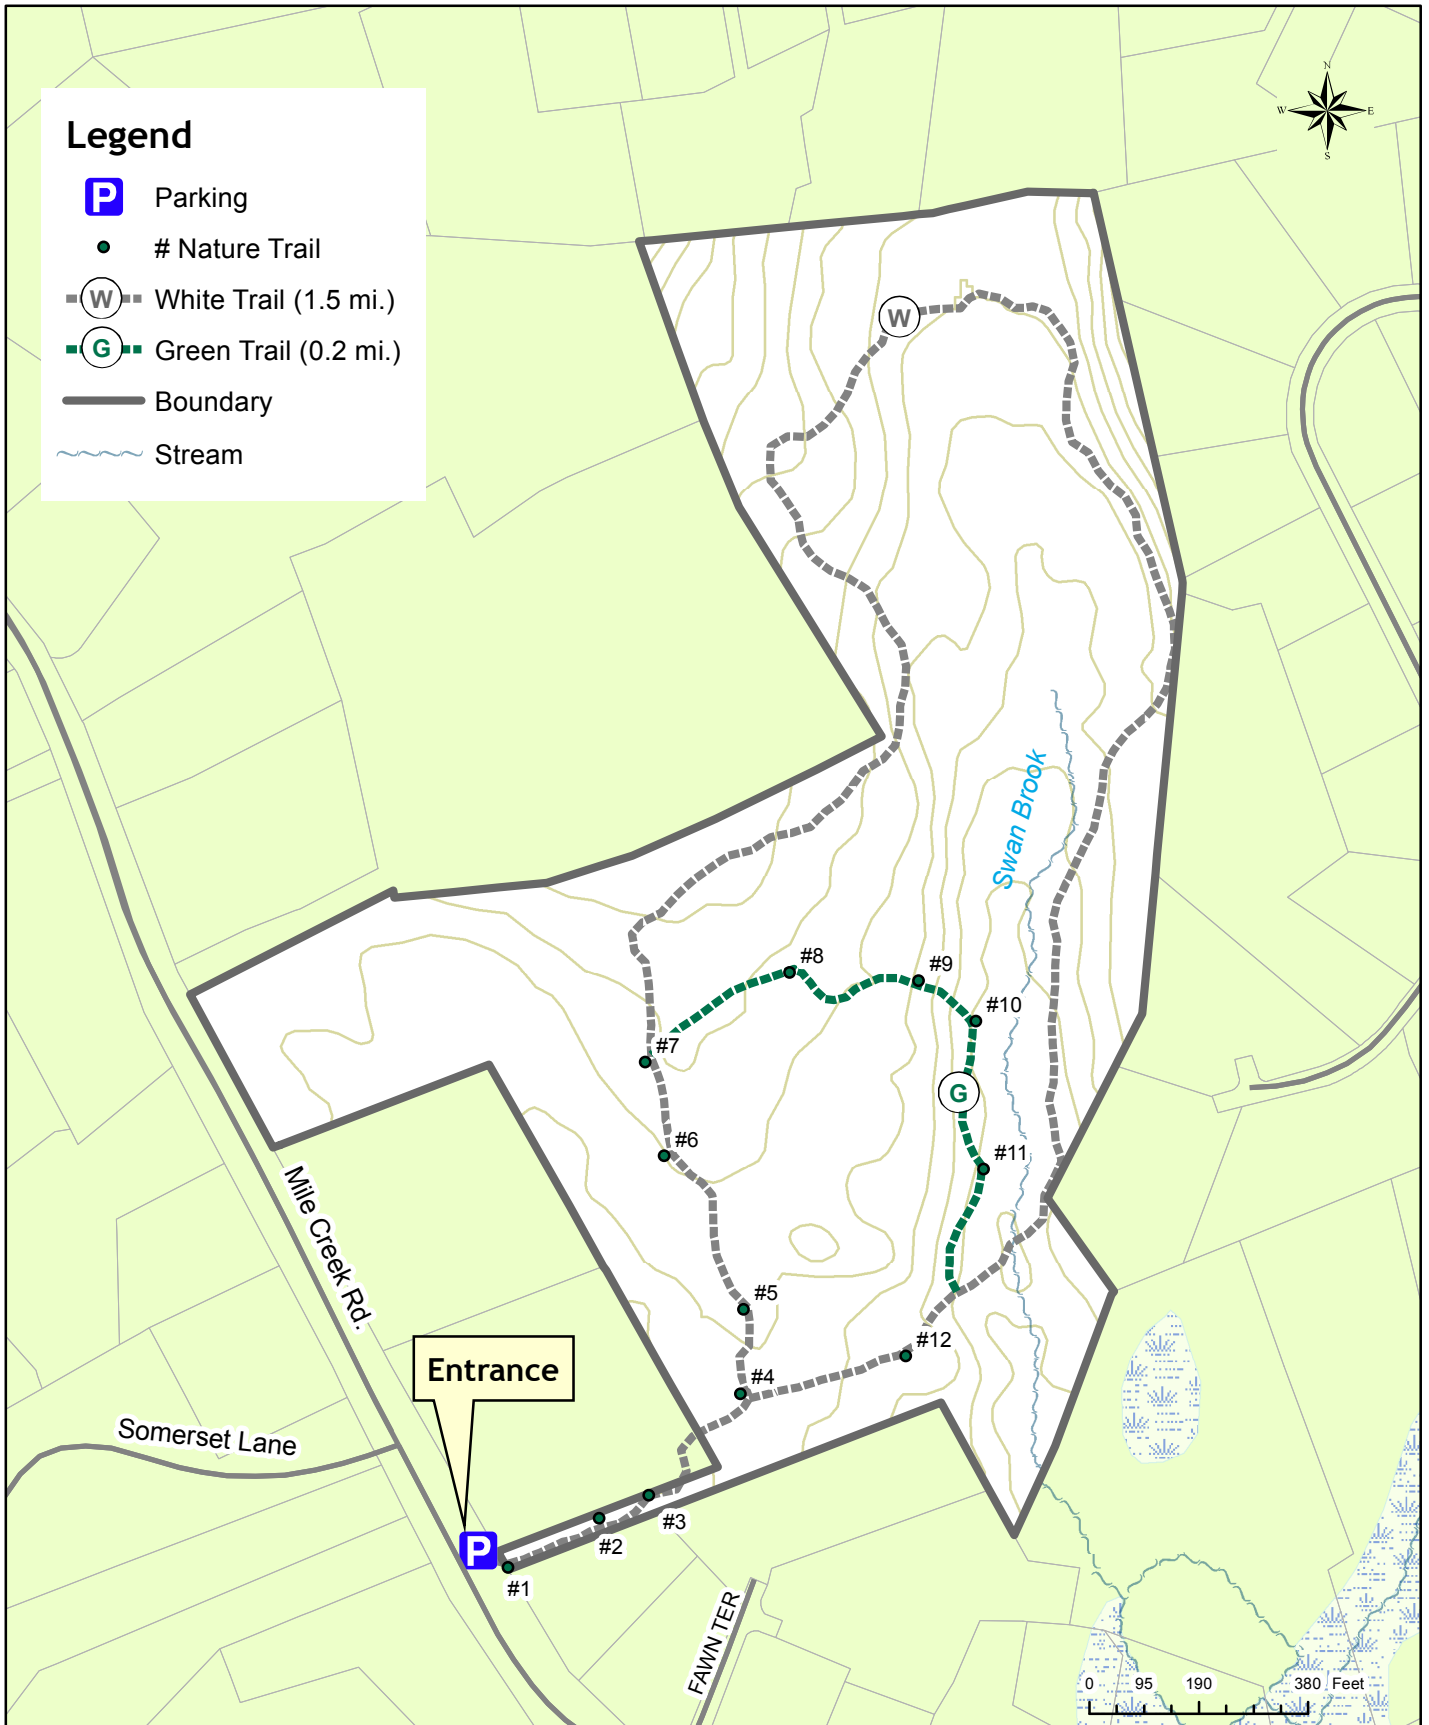 Legend
P Parking
# Nature Trail
W White Trail (1.5 mi.)
G Green Trail (0.2 mi.)
Boundary
Stream
N
W E
S
W
Swan Brook
#8
#9
#10
#7
G
#6
#11
Mile Creek Rd.
#5
#12
Entrance
#4
Somerset Lane
#3
#2
P
#1
FAWN TER
0 95 190 380 Feet